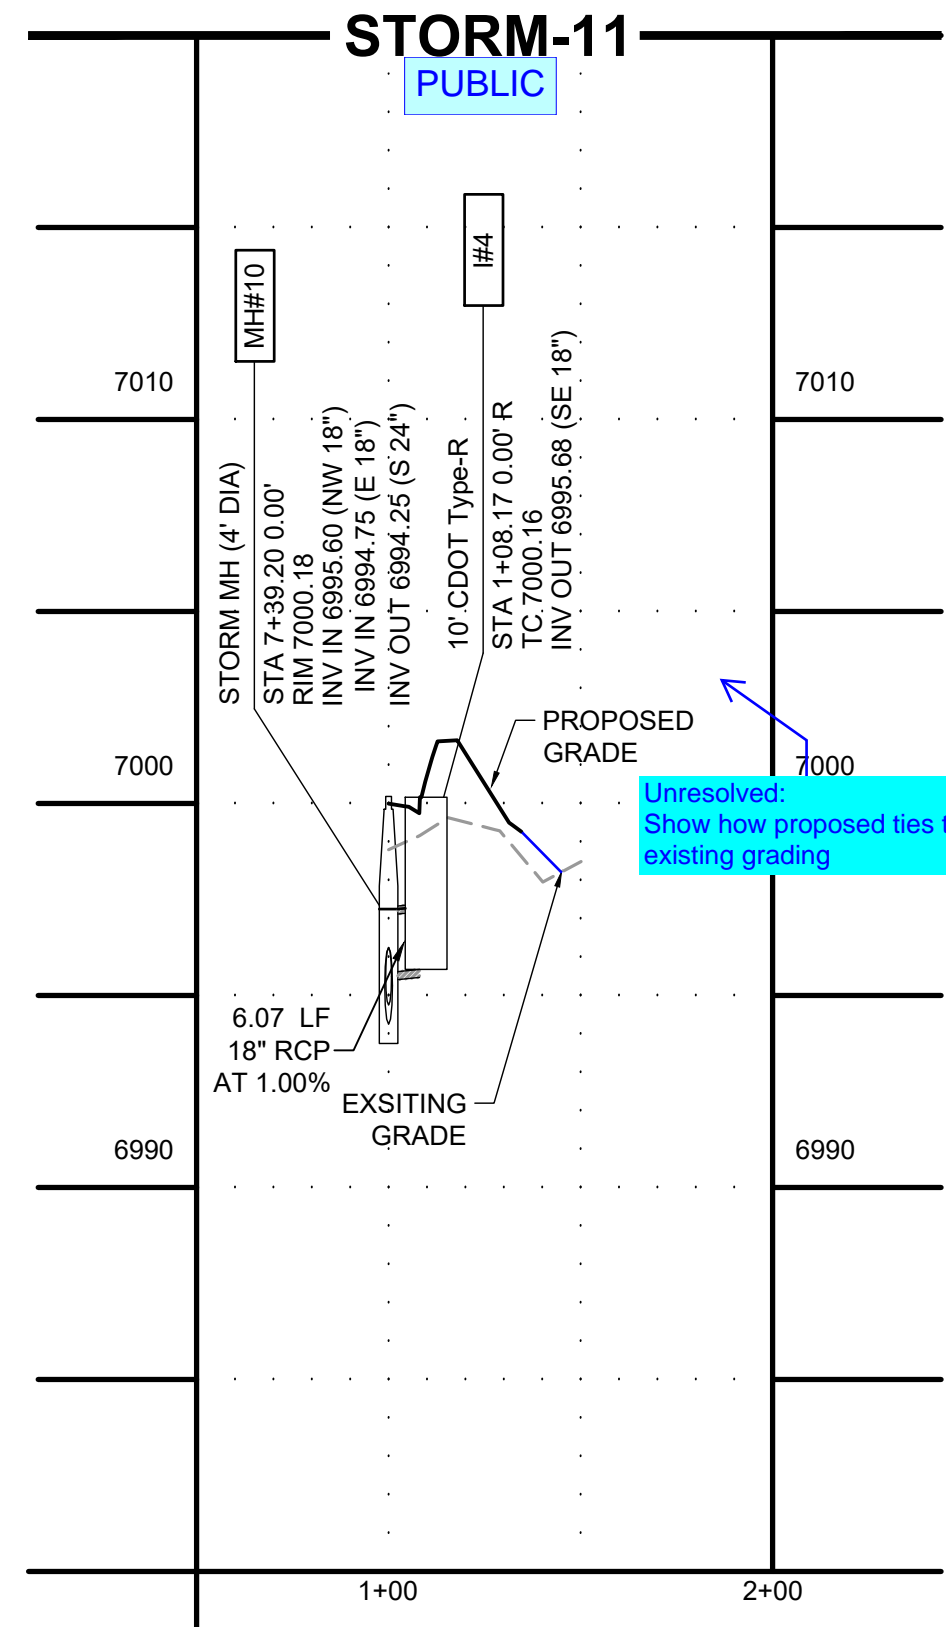 STORM-11
PUBLIC
MH#10
I#4
7010
7010
STORM MH (4' DIA)
STA 7+39.20 0.00'
RIM 7000.18
INV IN 6995.60 (NW 18")
INV IN 6994.75 (E 18")
INV OUT 6994.25 (S 24")
10' CDOT Type-R
STA 1+08.17 0.00' R
TC 7000.16
INV OUT 6995.68 (SE 18")
PROPOSED
GRADE
7000
7000
Unresolved:
Show how proposed ties t
existing grading
6.07 LF
18" RCP
AT 1.00%
EXSITING
GRADE
6990
6990
1+00
2+00